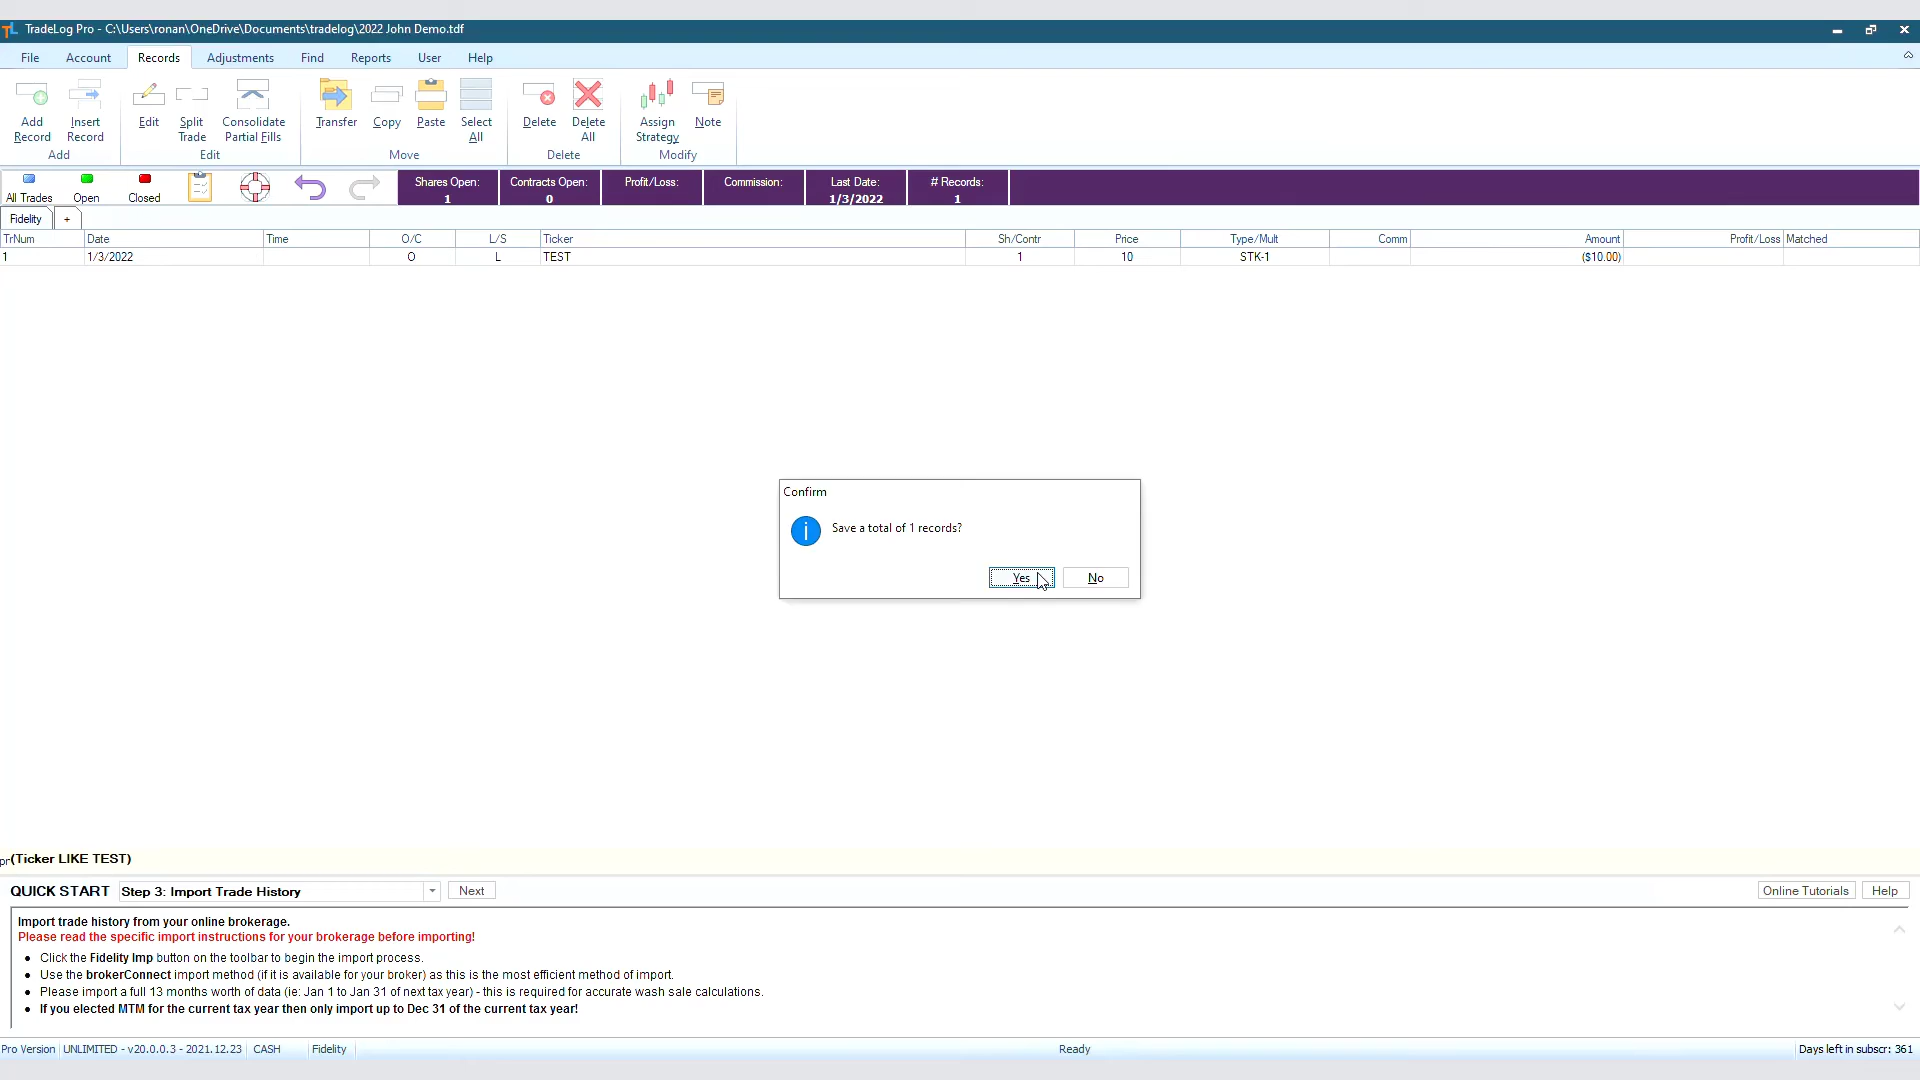 TradeLog Pro - C:\Users\ronan\OneDrive\Documents\tradelog\2022 John Demo.tdf
File Account Records Adjustments Find Reports User Help
Add Record Insert Record Edit Split Trade Consolidate Partial Fills Transfer Copy Paste Select All Delete Delete All Assign Strategy Note
Add Edit Move Delete Modify
All Trades Open Closed
Shares Open: 1 Contracts Open: 0 Profit/Loss: Commission: Last Date: 1/3/2022 # Records: 1
Fidelity +
TrNum Date Time O/C L/S Ticker Sh/Contr Price Type/Mult Comm Amount Profit/Loss Matched
1 1/3/2022 O L TEST 1 10 STK-1 ($10.00)
Confirm
Save a total of 1 records?
Yes No
pr(Ticker LIKE TEST)
QUICK START Step 3: Import Trade History Next Online Tutorials Help
Import trade history from your online brokerage.
Please read the specific import instructions for your brokerage before importing!
• Click the Fidelity Imp button on the toolbar to begin the import process.
• Use the brokerConnect import method (if it is available for your broker) as this is the most efficient method of import.
• Please import a full 13 months worth of data (ie: Jan 1 to Jan 31 of next tax year) - this is required for accurate wash sale calculations.
• If you elected MTM for the current tax year then only import up to Dec 31 of the current tax year!
Pro Version UNLIMITED - v20.0.0.3 - 2021.12.23 CASH Fidelity Ready Days left in subscr: 361